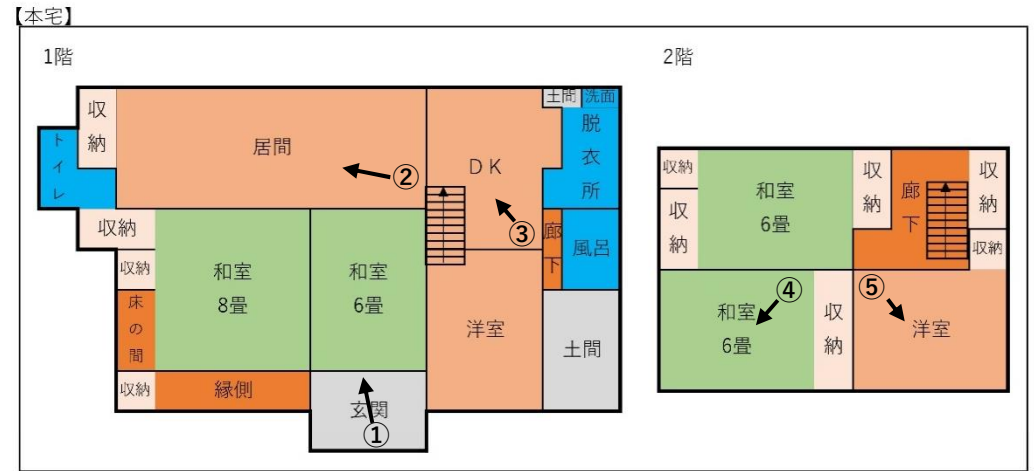 【本宅】
1階
2階
収納
トイレ
居間
②
DK
③
土間
洗面
脱衣所
収納
収納
床の間
収納
和室
8畳
和室
6畳
縁側
玄関
①
洋室
廊下
風呂
土間
収納
収納
和室
6畳
収納
廊下
収納
収納
和室
6畳
④
収納
⑤
洋室